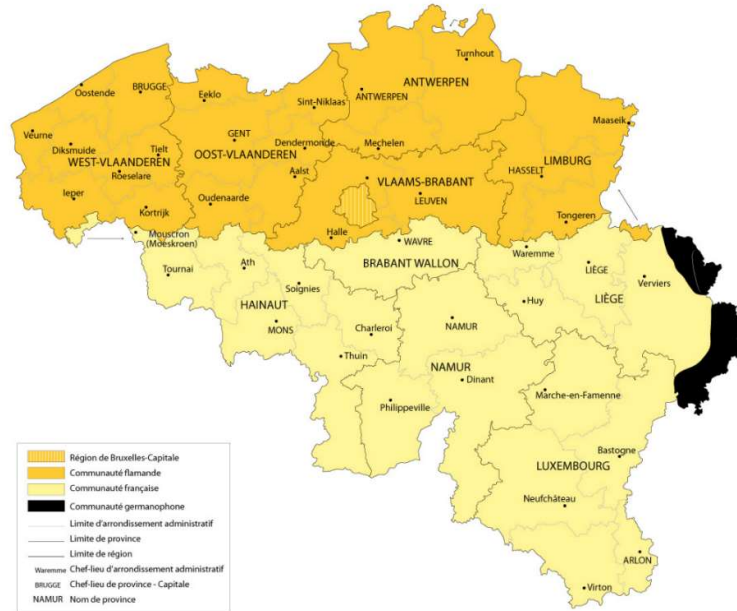 Turnhout
Oostende
BRUGGE
Eeklo
ANTWERPEN
ANTWERPEN
Sint-Niklaas
Maaseik
Veurne
GENT
Diksmuide
Tielt
Dendermonde
Mechelen
WEST-VLAANDEREN
OOST-VLAANDEREN
LIMBURG
Roeselare
Aalst
VLAAMS-BRABANT
HASSELT
Ieper
Oudenaarde
LEUVEN
Kortrijk
Tongeren
Halle
Mouscron
(Moeskroen)
WAVRE
Waremme
Ath
BRABANT WALLON
LIÈGE
Tournai
Verviers
Soignies
HAINAUT
Huy
LIÈGE
MONS
Charleroi
NAMUR
Thuin
NAMUR
Dinant
Marche-en-Famenne
Philippeville
Bastogne
LUXEMBOURG
Neufchâteau
ARLON
Virton
Région de Bruxelles-Capitale
Communauté flamande
Communauté française
Communauté germanophone
Limite d'arrondissement administratif
Limite de province
Limite de région
Waremme Chef-lieu d'arrondissement administratif
BRUGGE Chef-lieu de province - Capitale
NAMUR Nom de province